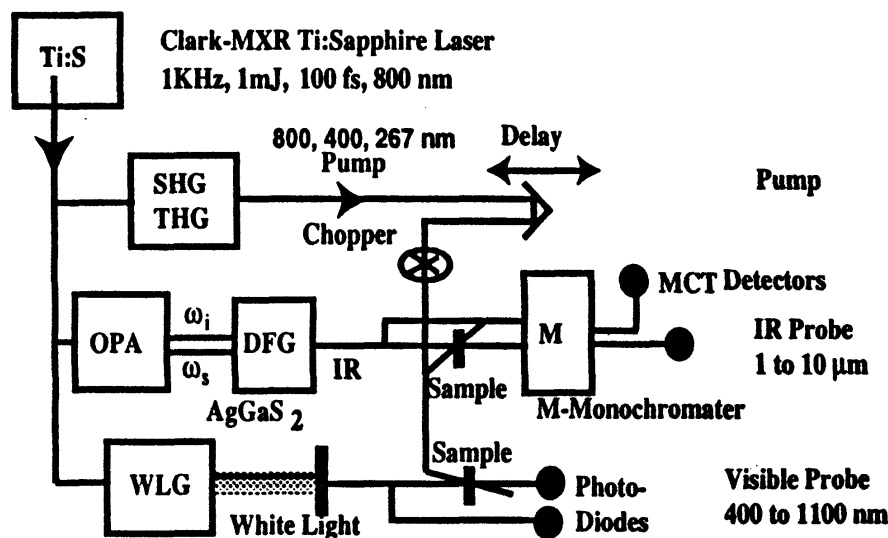 Ti:S
Clark-MXR Ti:Sapphire Laser
1KHz, 1mJ, 100 fs, 800 nm
800, 400, 267 nm
Pump
Delay
Pump
SHG
THG
Chopper
MCT Detectors
OPA
ωi
ωs
DFG
IR
M
IR Probe
1 to 10 μm
AgGaS2
Sample
M-Monochromater
Sample
WLG
White Light
Photo-
Diodes
Visible Probe
400 to 1100 nm